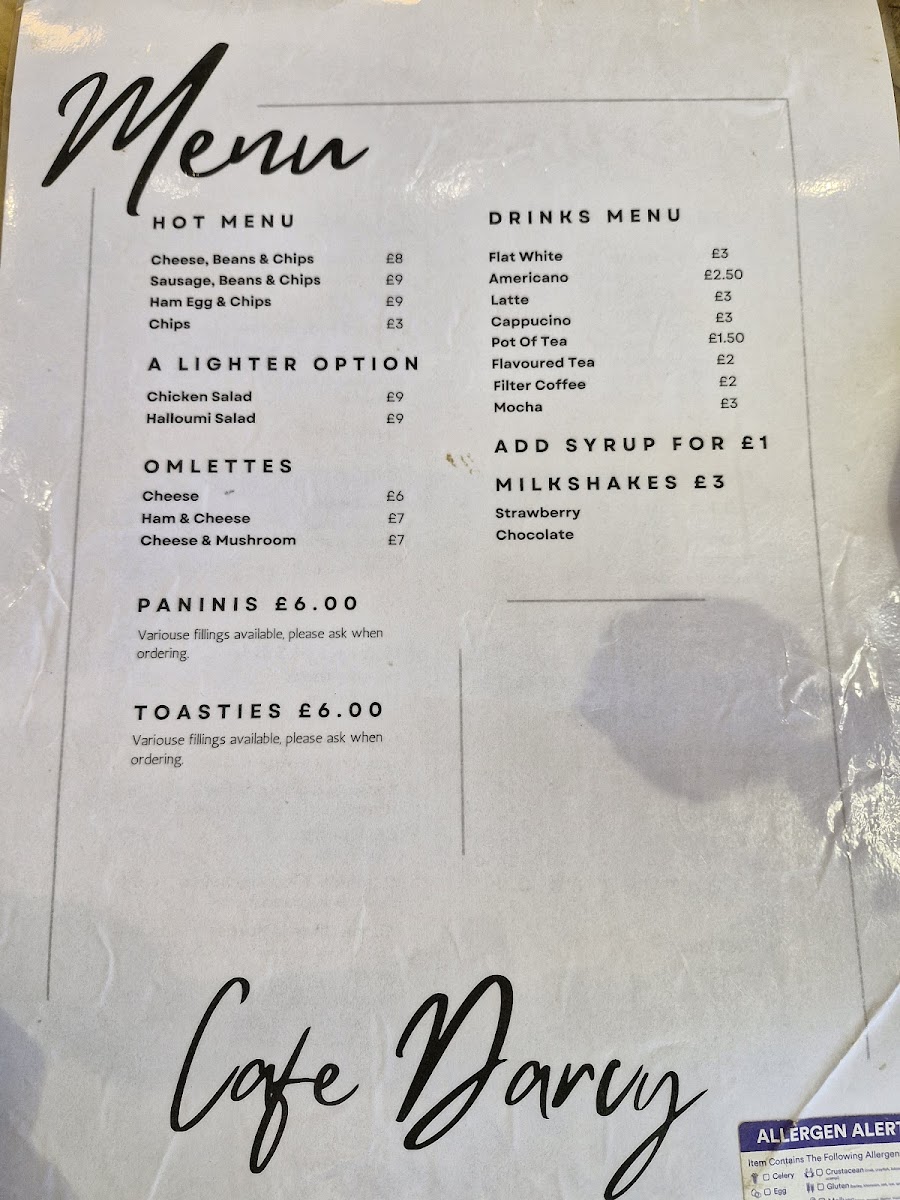 Menu
HOT MENU
Cheese, Beans & Chips £8
Sausage, Beans & Chips £9
Ham Egg & Chips £9
Chips £3
A LIGHTER OPTION
Chicken Salad £9
Halloumi Salad £9
OMLETTES
Cheese £6
Ham & Cheese £7
Cheese & Mushroom £7
PANINIS £6.00
Variouse fillings available, please ask when
ordering.
TOASTIES £6.00
Variouse fillings available, please ask when
ordering.
DRINKS MENU
Flat White £3
Americano £2.50
Latte £3
Cappucino £3
Pot Of Tea £1.50
Flavoured Tea £2
Filter Coffee £2
Mocha £3
ADD SYRUP FOR £1
MILKSHAKES £3
Strawberry
Chocolate
Cafe Darcy
ALLERGEN ALERT
Item Contains The Following Allergen
Celery Crustacean
Egg Gluten